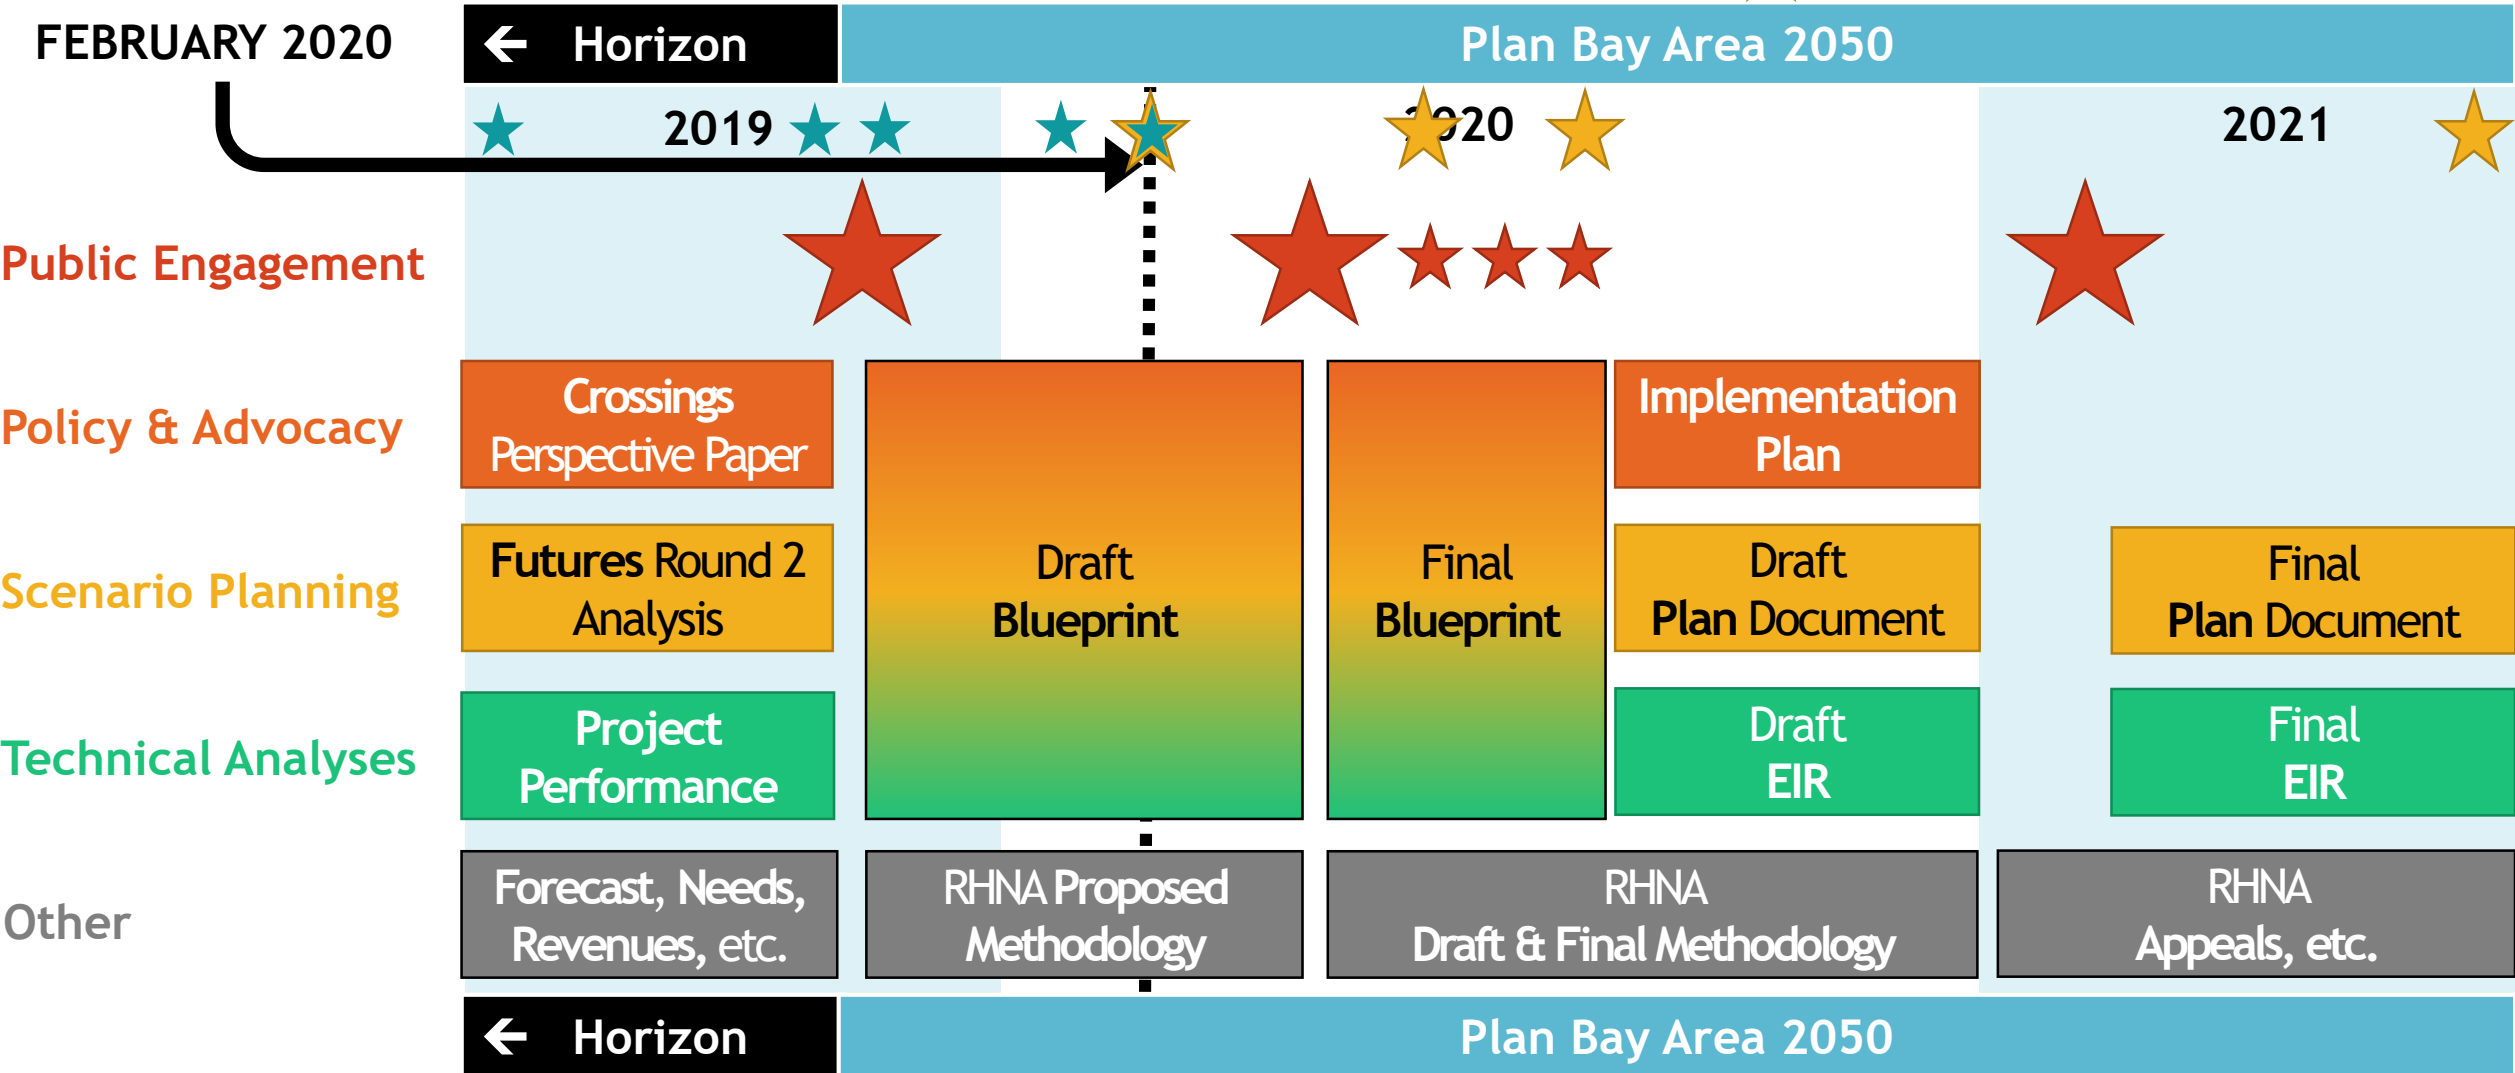 FEBRUARY 2020
← Horizon
Plan Bay Area 2050
2019
2020
2021
Public Engagement
Policy & Advocacy
Crossings
Perspective Paper
Implementation
Plan
Scenario Planning
Futures Round 2
Analysis
Draft
Blueprint
Final
Blueprint
Draft
Plan Document
Final
Plan Document
Technical Analyses
Project
Performance
Draft
EIR
Final
EIR
Other
Forecast, Needs,
Revenues, etc.
RHNA Proposed
Methodology
RHNA
Draft & Final Methodology
RHNA
Appeals, etc.
← Horizon
Plan Bay Area 2050